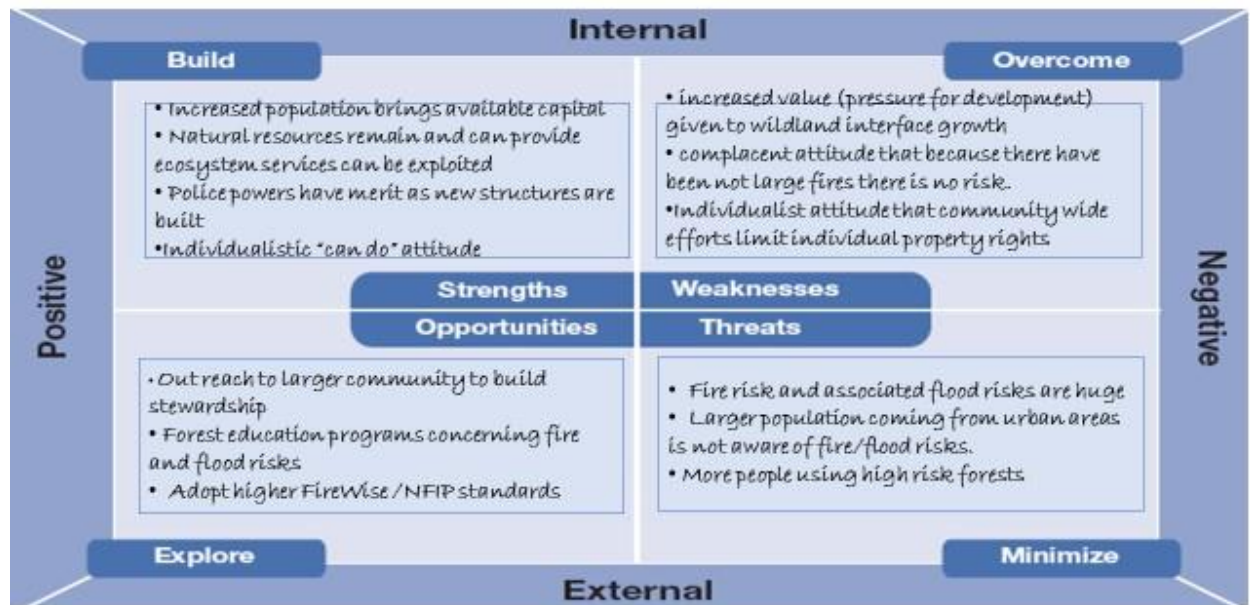 Internal
Build
Overcome
• Increased population brings available capital
• Natural resources remain and can provide
ecosystem services can be exploited
• Police powers have merit as new structures are
built
•Individualistic "can do" attitude
• increased value (pressure for development)
given to wildland interface growth
• complacent attitude that because there have
been not large fires there is no risk.
•Individualist attitude that community wide
efforts limit individual property rights
Positive
Negative
Strengths
Weaknesses
Opportunities
Threats
• Out reach to larger community to build
stewardship
• Forest education programs concerning fire
and flood risks
• Adopt higher FireWise /NFIP standards
• Fire risk and associated flood risks are huge
• Larger population coming from urban areas
is not aware of fire/flood risks.
• More people using high risk forests
Explore
Minimize
External